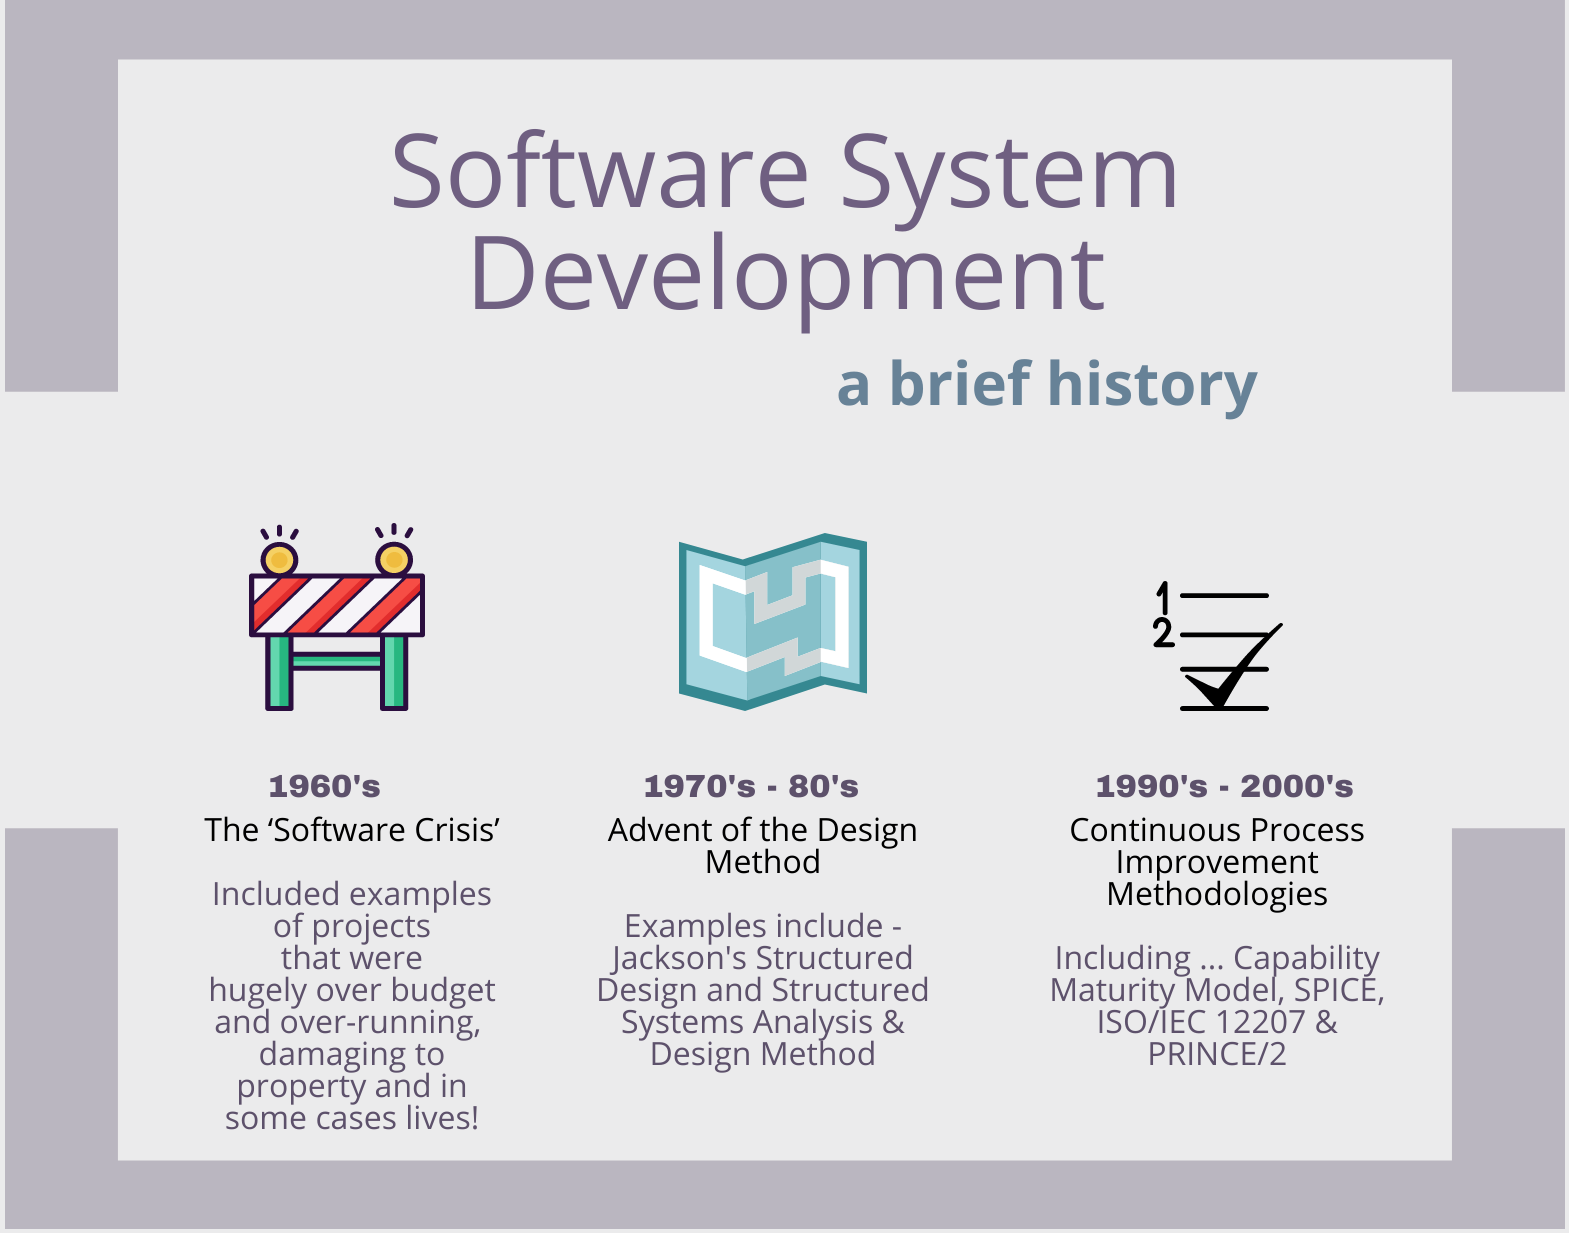 Software System
Development
a brief history
1
2
1960's
The ‘Software Crisis’
Included examples
of projects
that were
hugely over budget
and over-running,
damaging to
property and in
some cases lives!
1970's - 80's
Advent of the Design
Method
Examples include -
Jackson's Structured
Design and Structured
Systems Analysis &
Design Method
1990's - 2000's
Continuous Process
Improvement
Methodologies
Including ... Capability
Maturity Model, SPICE,
ISO/IEC 12207 &
PRINCE/2